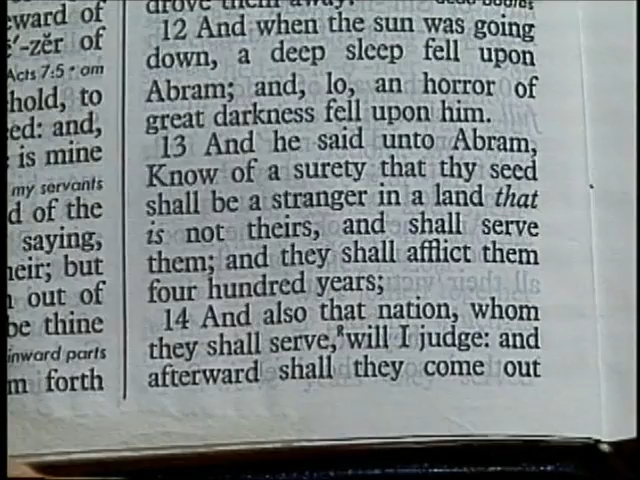 eward of
ē′-zĕr of
Acts 7:5 · om
hold, to
ed: and,
is mine
my servants
d of the
saying,
heir; but
out of
be thine
inward parts
m forth
drove them away.
12 And when the sun was going
down, a deep sleep fell upon
Abram; and, lo, an horror of
great darkness fell upon him.
13 And he said unto Abram,
Know of a surety that thy seed
shall be a stranger in a land that
is not theirs, and shall serve
them; and they shall afflict them
four hundred years;
14 And also that nation, whom
they shall serve, will I judge: and
afterward shall they come out